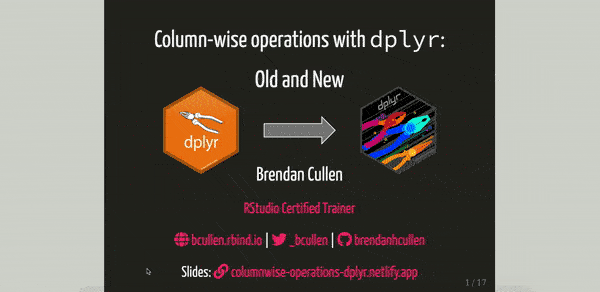 Column-wise operations with dplyr:
Old and New
dplyr
dplyr
Brendan Cullen
RStudio Certified Trainer
bcullen.rbind.io | _bcullen | brendanhcullen
Slides: columnwise-operations-dplyr.netlify.app
1 / 17